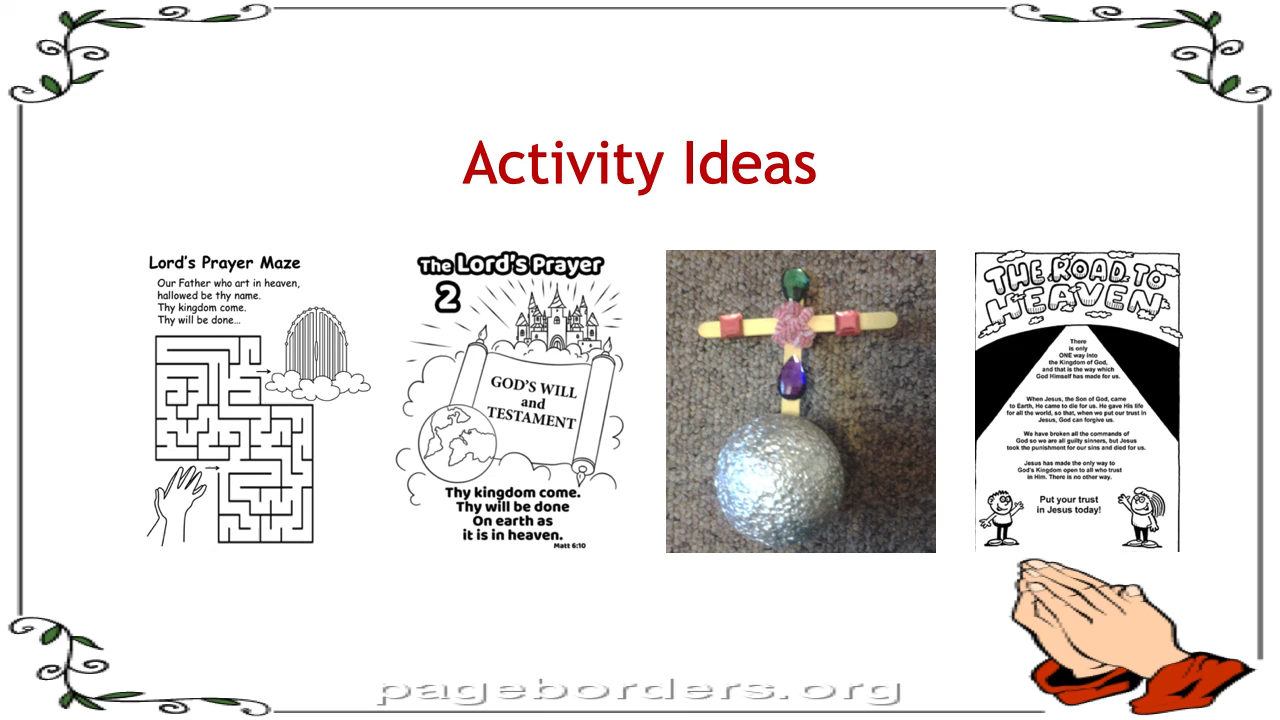 Activity Ideas
Lord's Prayer Maze
Our Father who art in heaven,
hallowed be thy name.
Thy kingdom come.
Thy will be done...
The Lord's Prayer
2
GOD'S WILL
and
TESTAMENT
Thy kingdom come.
Thy will be done
On earth as
it is in heaven.
Matt 6:10
THE ROAD TO
HEAVEN
There
is only
ONE way into
the Kingdom of God,
and that is the way which
God Himself has made for us.
When Jesus, the Son of God, came
to Earth, He came to die for us. He gave His life
for all the world, so that, when we put our trust in
Jesus, God can forgive us.
We have broken all the commands of
God so we are all guilty sinners, but Jesus
took the punishment for our sins and died for us.
Jesus has made the only way to
God's Kingdom open to all who trust
in Him. There is no other way.
Put your trust
in Jesus today!
pageborders.org